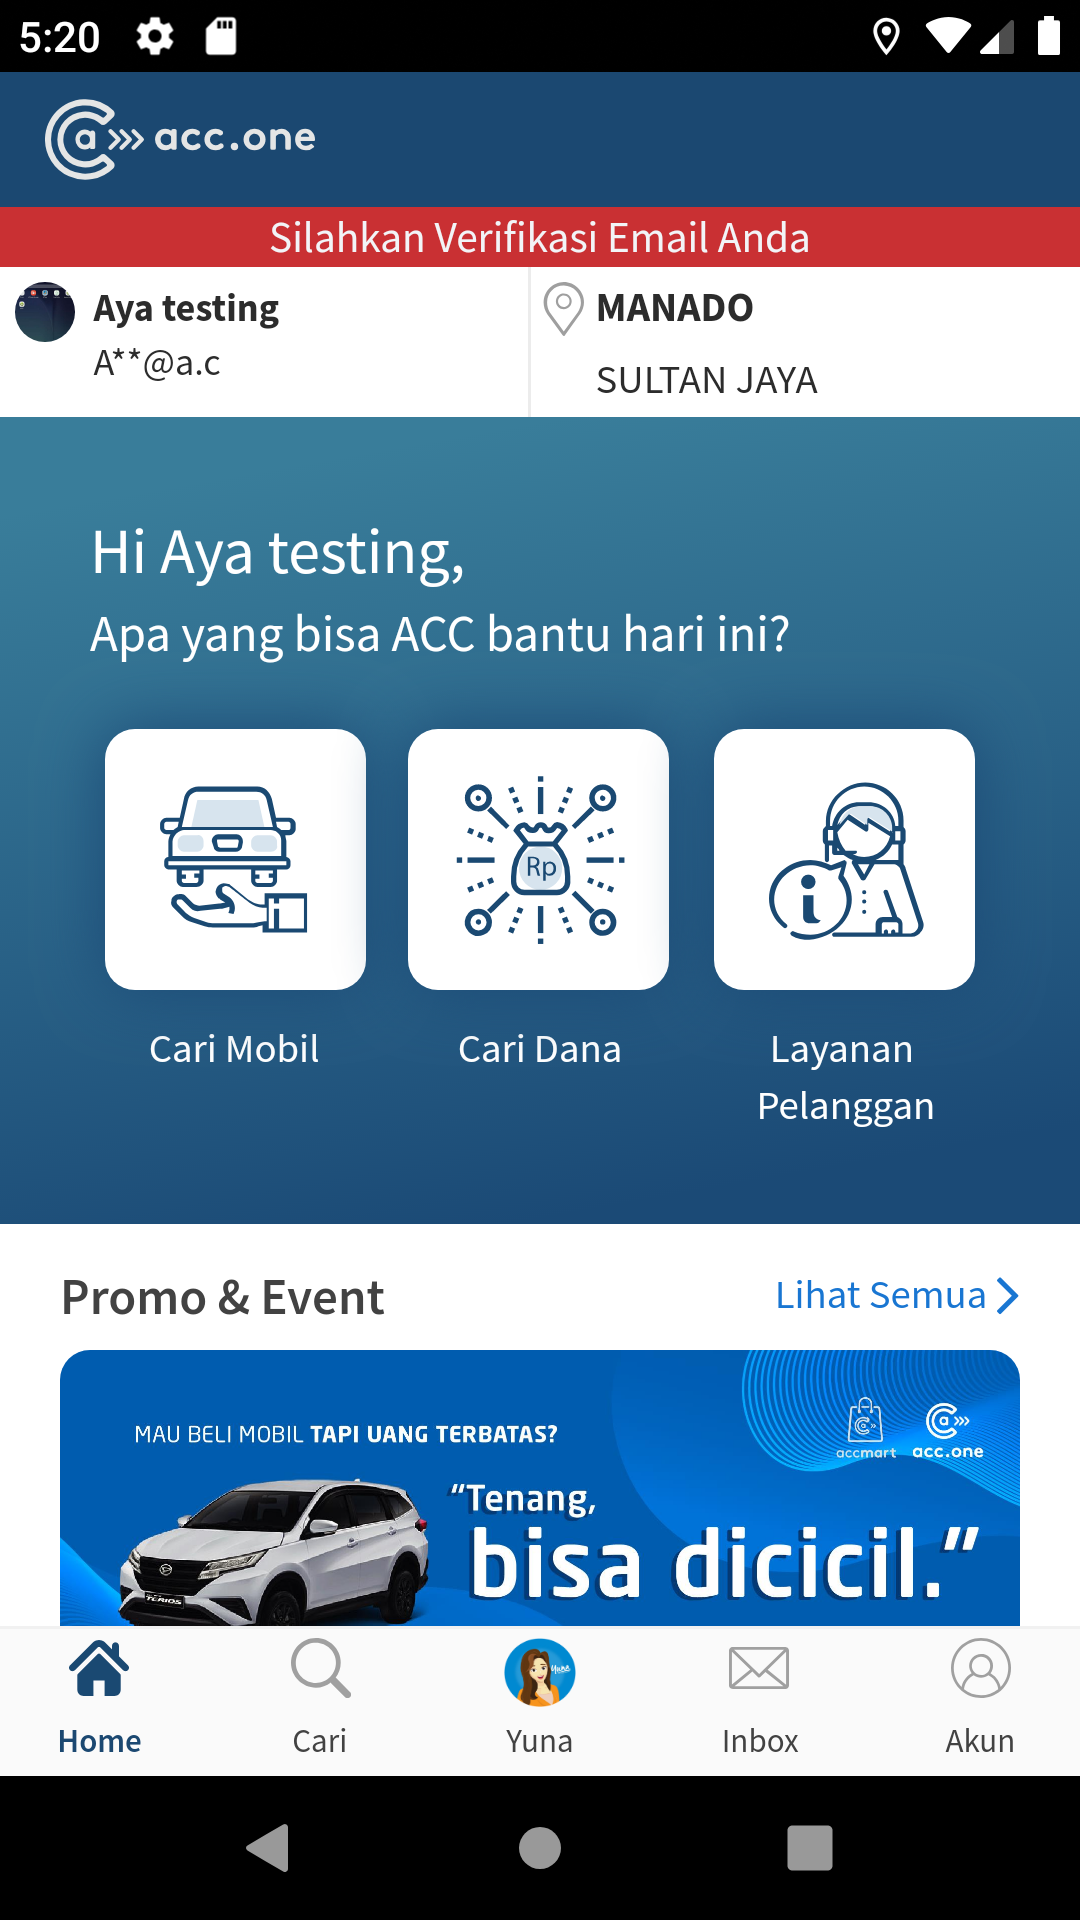 5:20
a acc.one
Silahkan Verifikasi Email Anda
Aya testing
A**@a.c
MANADO
SULTAN JAYA
Hi Aya testing,
Apa yang bisa ACC bantu hari ini?
Rp
i
Cari Mobil
Cari Dana
Layanan
Pelanggan
Promo & Event
Lihat Semua
MAU BELI MOBIL TAPI UANG TERBATAS?
accmart
a acc.one
“Tenang,
bisa dicicil.”
TERIOS
Yuna
Home
Cari
Yuna
Inbox
Akun